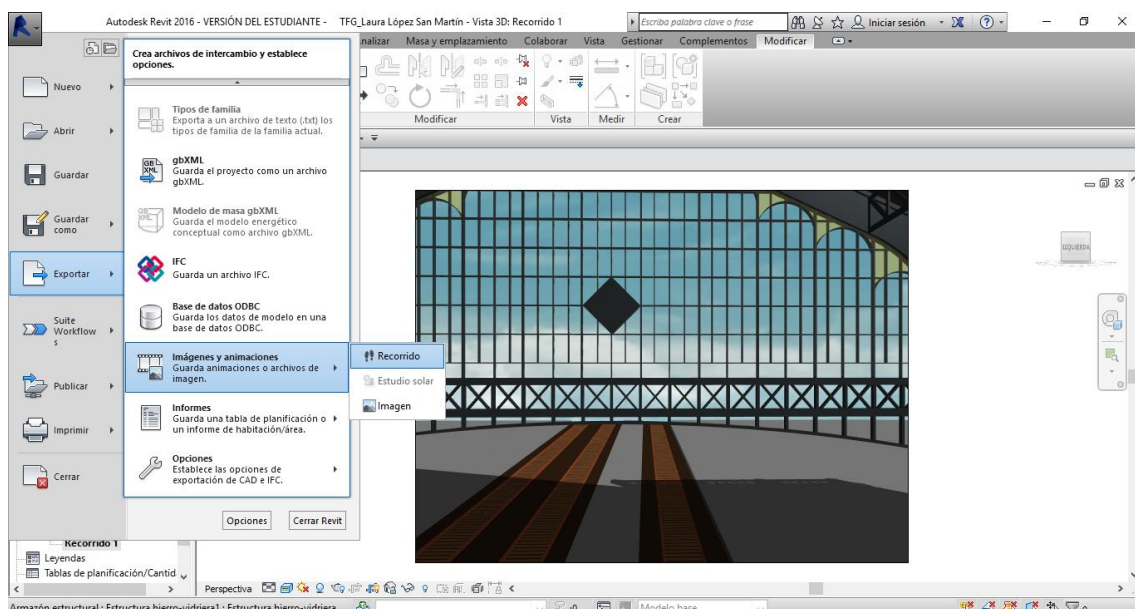 Autodesk Revit 2016 - VERSIÓN DEL ESTUDIANTE - TFG_Laura López San Martín - Vista 3D: Recorrido 1
Escriba palabra clave o frase
Iniciar sesión
nalizar Masa y emplazamiento Colaborar Vista Gestionar Complementos Modificar
Modificar Vista Medir Crear
Nuevo
Abrir
Guardar
Guardar
como
Exportar
Suite
Workflow
s
Publicar
Imprimir
Cerrar
Crea archivos de intercambio y establece
opciones.
Tipos de familia
Exporta a un archivo de texto (.txt) los
tipos de familia de la familia actual.
gbXML
Guarda el proyecto como un archivo
gbXML.
Modelo de masa gbXML
Guarda el modelo energético
conceptual como archivo gbXML.
IFC
Guarda un archivo IFC.
Base de datos ODBC
Guarda los datos de modelo en una
base de datos ODBC.
Imágenes y animaciones
Guarda animaciones o archivos de
imagen.
Informes
Guarda una tabla de planificación o
un informe de habitación/área.
Opciones
Establece las opciones de
exportación de CAD e IFC.
Opciones Cerrar Revit
Recorrido
Estudio solar
Imagen
IZQUIERDA
Recorrido 1
Leyendas
Tablas de planificación/Cantid
Perspectiva
Armazón estructural : Estructura hierro-vidriera1 : Estructura hierro-vidriera
:0
Modelo base